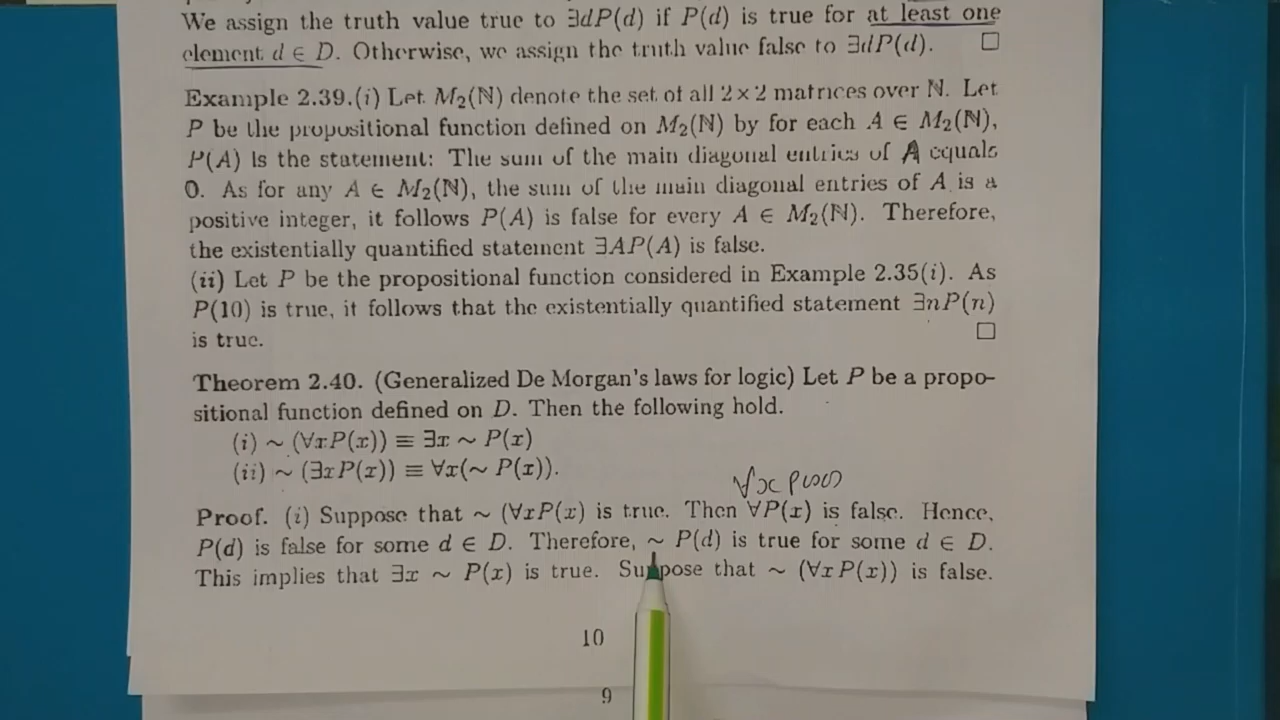 We assign the truth value true to ∃dP(d) if P(d) is true for at least one
element d ∈ D. Otherwise, we assign the truth value false to ∃dP(d). □
Example 2.39.(i) Let M₂(ℕ) denote the set of all 2×2 matrices over ℕ. Let
P be the propositional function defined on M₂(ℕ) by for each A ∈ M₂(ℕ),
P(A) is the statement: The sum of the main diagonal entries of A equals
0. As for any A ∈ M₂(ℕ), the sum of the main diagonal entries of A is a
positive integer, it follows P(A) is false for every A ∈ M₂(ℕ). Therefore,
the existentially quantified statement ∃AP(A) is false.
(ii) Let P be the propositional function considered in Example 2.35(i). As
P(10) is true, it follows that the existentially quantified statement ∃nP(n)
is true. □
Theorem 2.40. (Generalized De Morgan's laws for logic) Let P be a propo-
sitional function defined on D. Then the following hold.
(i) ∼ (∀xP(x)) ≡ ∃x ∼ P(x)
(ii) ∼ (∃xP(x)) ≡ ∀x(∼ P(x)).
∀x P(x)
Proof. (i) Suppose that ∼ (∀xP(x) is true. Then ∀P(x) is false. Hence,
P(d) is false for some d ∈ D. Therefore, ∼ P(d) is true for some d ∈ D.
This implies that ∃x ∼ P(x) is true. Suppose that ∼ (∀xP(x)) is false.
10
9